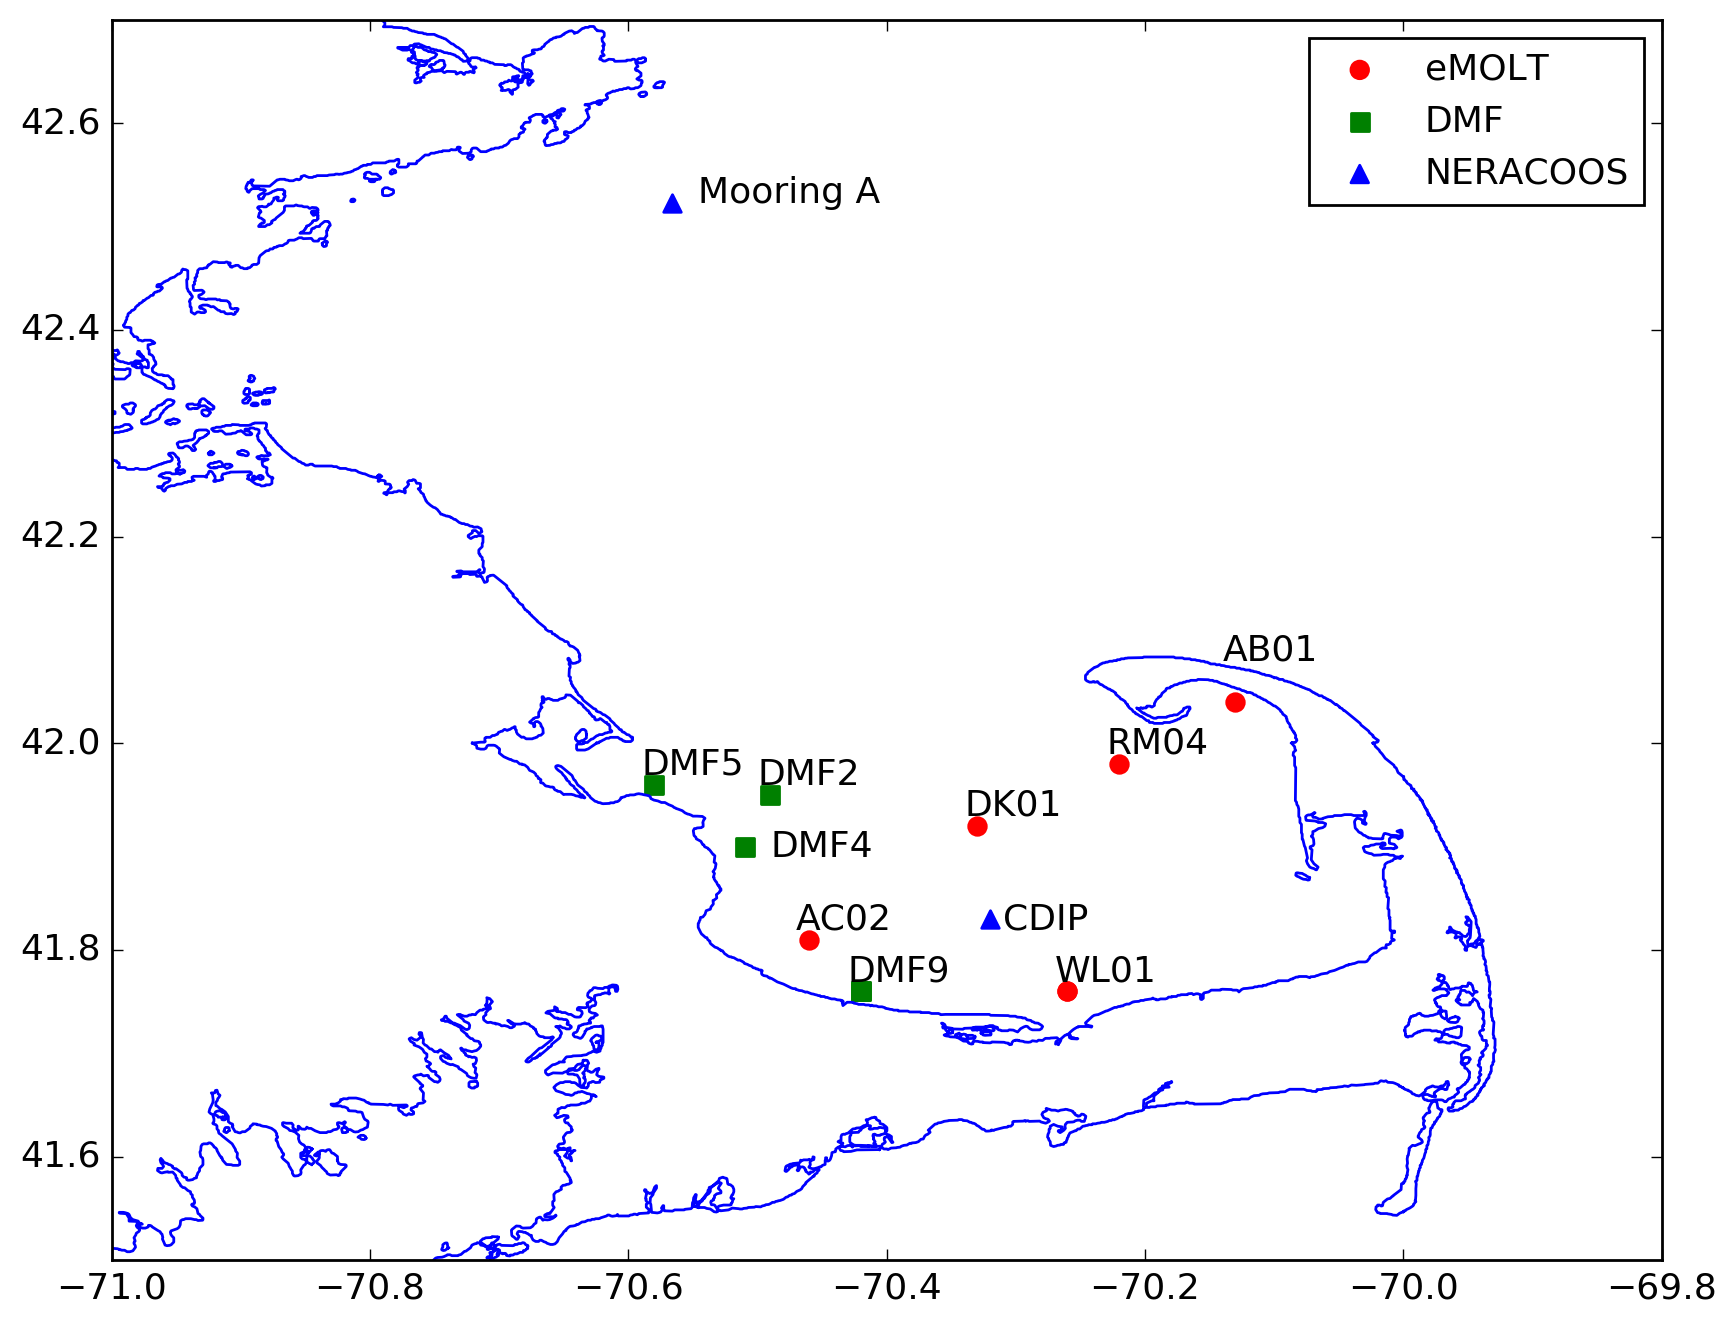 eMOLT
DMF
NERACOOS
42.6
Mooring A
42.4
42.2
AB01
42.0
RM04
DMF5
DMF2
DK01
DMF4
AC02
CDIP
41.8
DMF9
WL01
41.6
−71.0
−70.8
−70.6
−70.4
−70.2
−70.0
−69.8